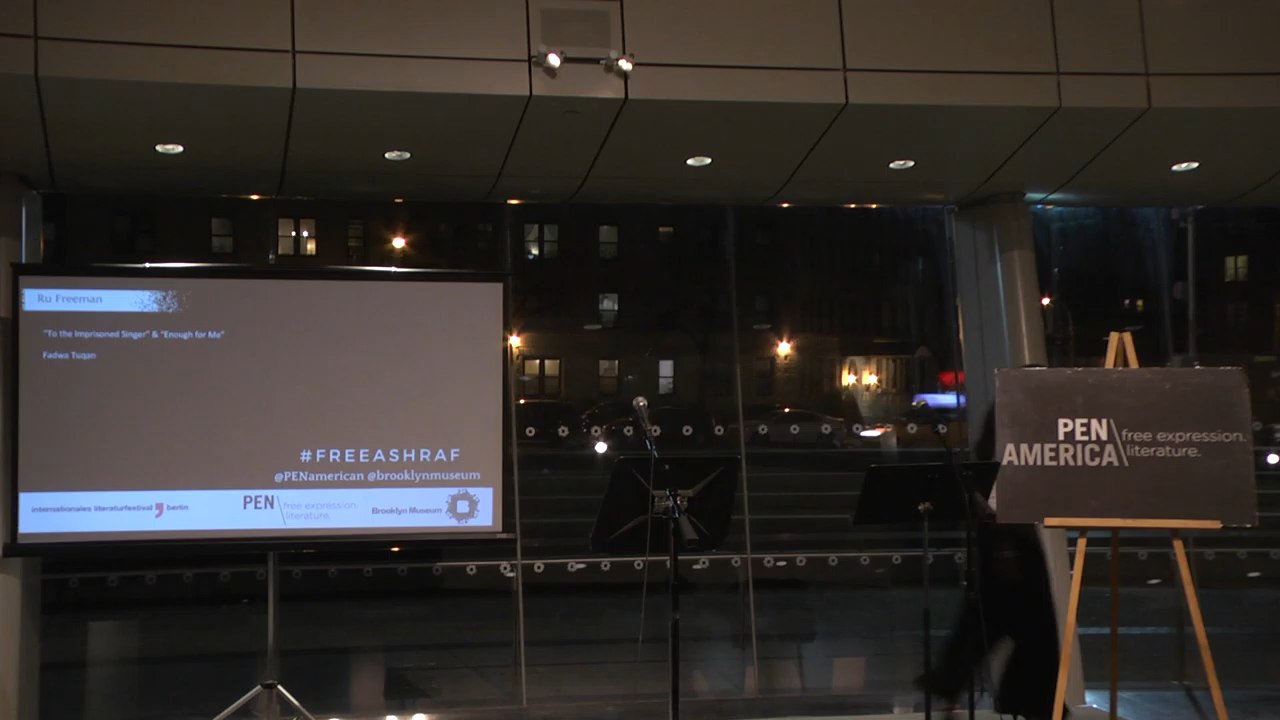 Ru Freeman
"To the Imprisoned Singer" & "Enough for Me"
Fadwa Tuqan
#FREEASHRAF
@PENamerican @brooklynmuseum
internationales literaturfestival berlin
PEN
free expression.
literature.
Brooklyn Museum
B
PEN
AMERICA
free expression.
literature.